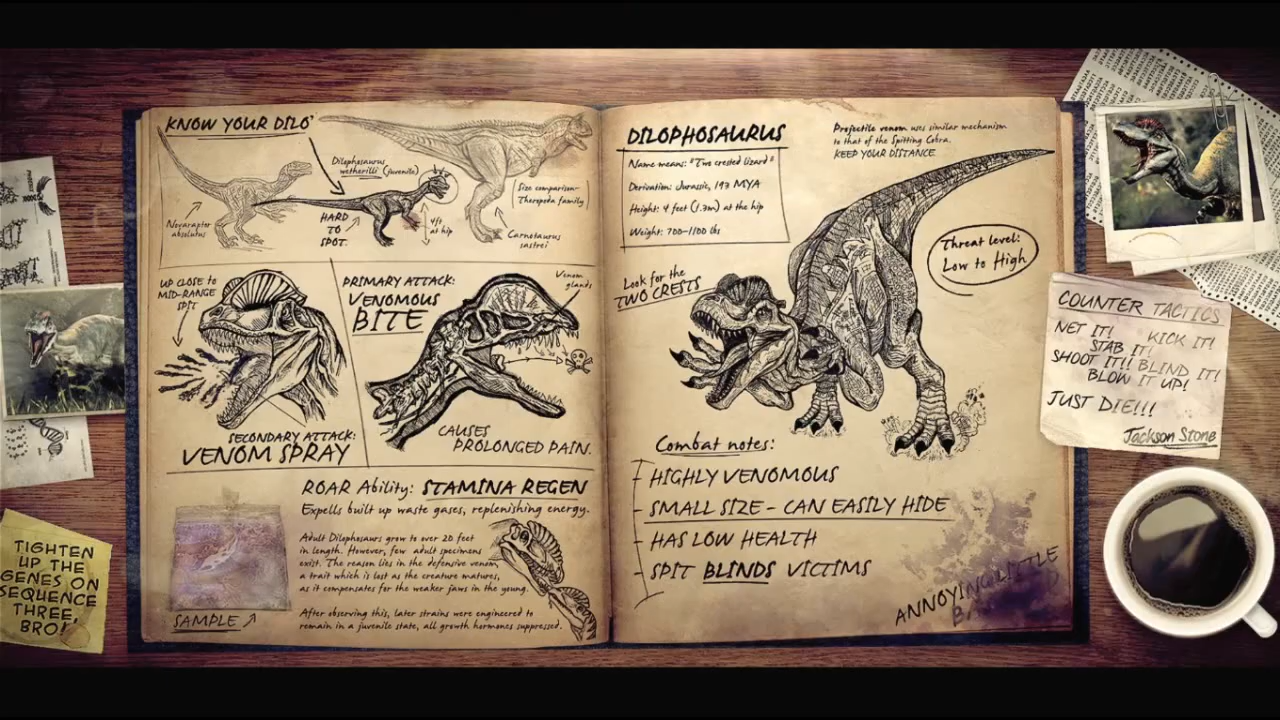 KNOW YOUR DILO'
Dilophosaurus
wetherilli (juvenile)
Novaraptor
absolutus
HARD
TO
SPOT.
4ft
at hip
(Size comparison-
Theropoda family)
Carnotaurus
sastrei
UP CLOSE TO
MID-RANGE
SPIT
SECONDARY ATTACK:
VENOM SPRAY
PRIMARY ATTACK:
VENOMOUS
BITE
Venom
glands
CAUSES
PROLONGED PAIN.
ROAR Ability: STAMINA REGEN
Expells built up waste gases, replenishing energy.
Adult Dilophosaurs grow to over 20 feet
in length. However, few adult specimens
exist. The reason lies in the defensive venom,
a trait which is lost as the creature matures,
as it compensates for the weaker jaws in the young.
After observing this, later strains were engineered to
remain in a juvenile state, all growth hormones suppressed.
SAMPLE
DILOPHOSAURUS
Name means: "Two crested lizard"
Derivation: Jurassic, 193 MYA
Height: 4 feet (1.3m) at the hip
Weight: 700-1100 lbs
Projectile venom uses similar mechanism
to that of the Spitting Cobra.
KEEP YOUR DISTANCE.
Threat level:
Low to High
Look for the
TWO CRESTS
Combat notes:
- HIGHLY VENOMOUS
- SMALL SIZE - CAN EASILY HIDE
- HAS LOW HEALTH
- SPIT BLINDS VICTIMS
ANNOYING LITTLE
COUNTER TACTICS
NET IT! KICK IT!
STAB IT!
SHOOT IT!! BLIND IT!
BLOW IT UP!
JUST DIE!!!
Jackson Stone
TIGHTEN
UP THE
GENES ON
SEQUENCE
THREE,
BRO!